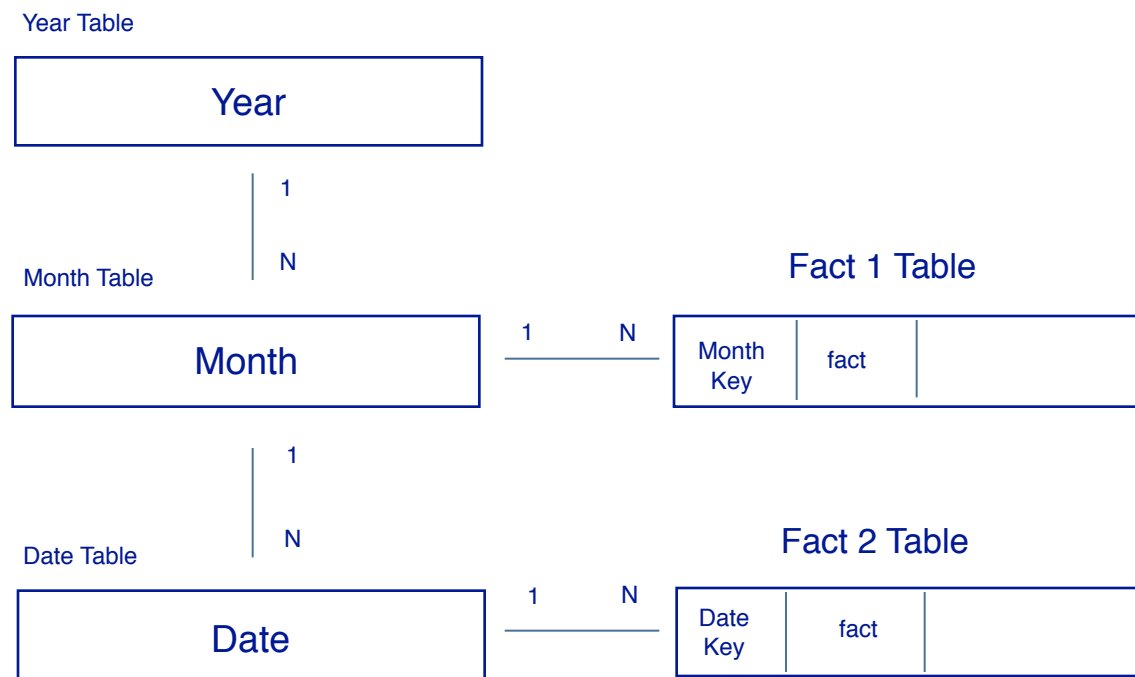 Year Table
Year
1
N
Month Table
Fact 1 Table
Month
1 N
Month
Key
fact
1
N
Date Table
Fact 2 Table
Date
1 N
Date
Key
fact